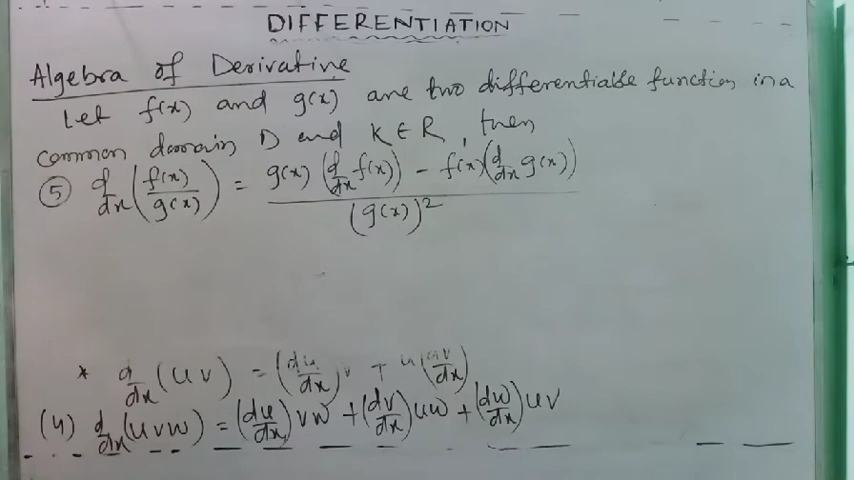 DIFFERENTIATION
Algebra of Derivative
Let f(x) and g(x) are two differentiable function in a
common domain D and K ∈ R, then
⑤ d/dx (f(x)/g(x)) = (g(x) (d/dx f(x)) - f(x) (d/dx g(x))) / (g(x))²
* d/dx (uv) = (du/dx) v + u (dv/dx)
(4) d/dx (uvw) = (du/dx) vw + (dv/dx) uw + (dw/dx) uv